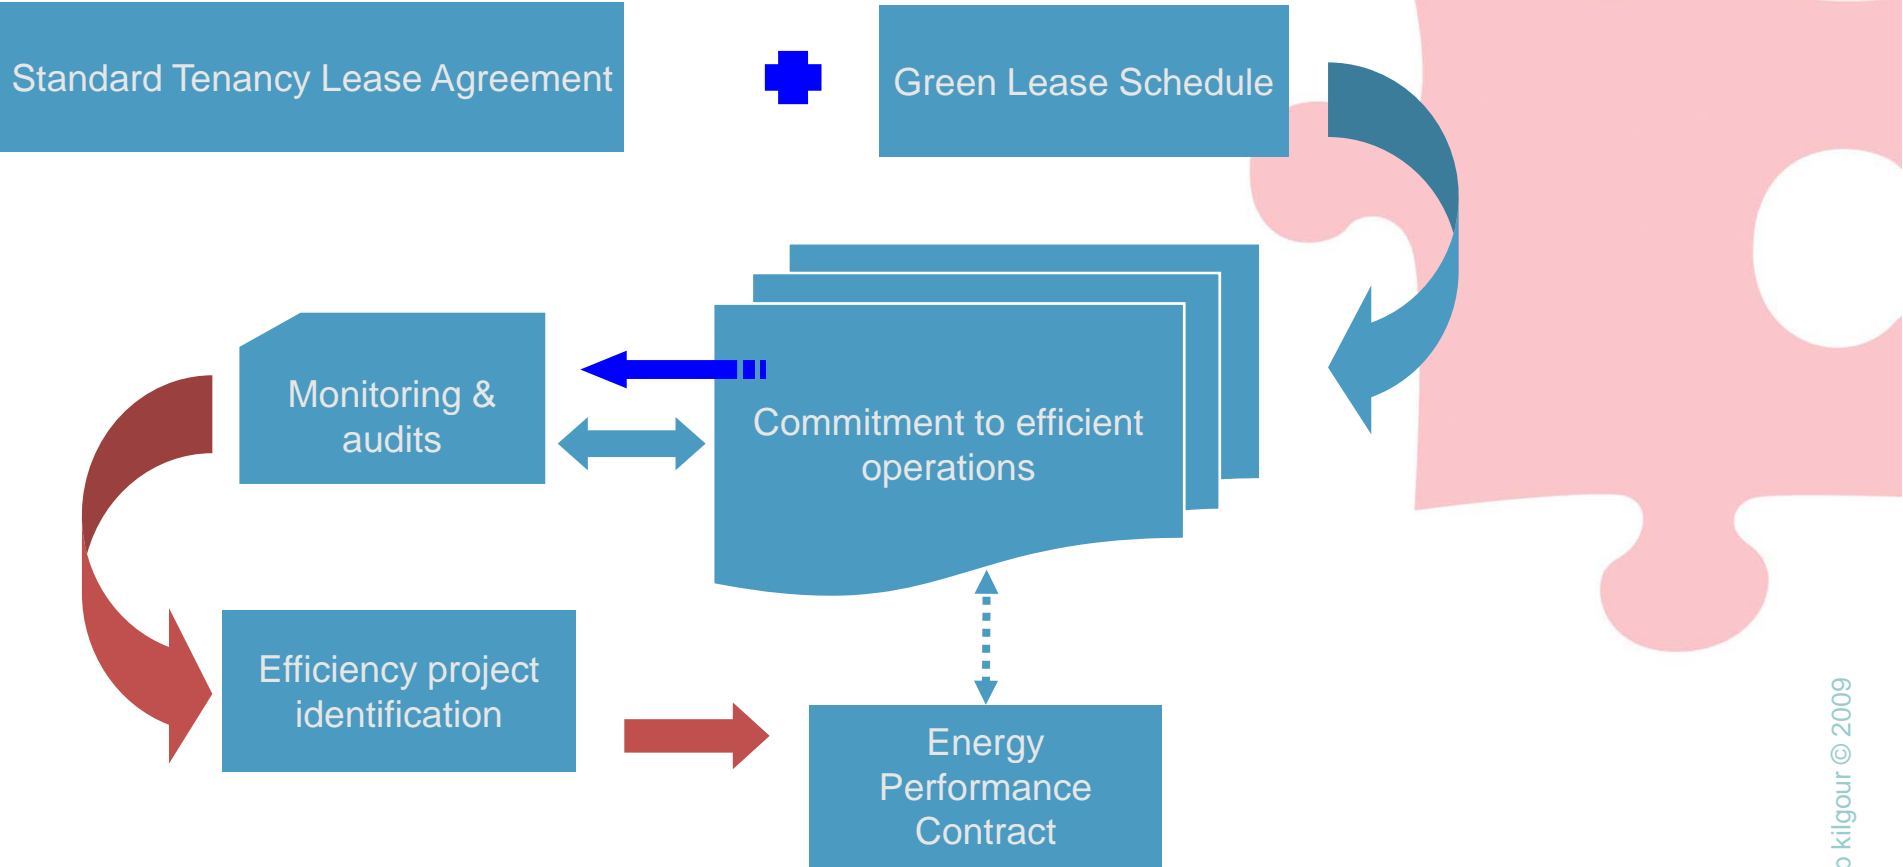 Standard Tenancy Lease Agreement
Green Lease Schedule
Monitoring &
audits
Commitment to efficient
operations
Efficiency project
identification
Energy
Performance
Contract
kilgour © 2009